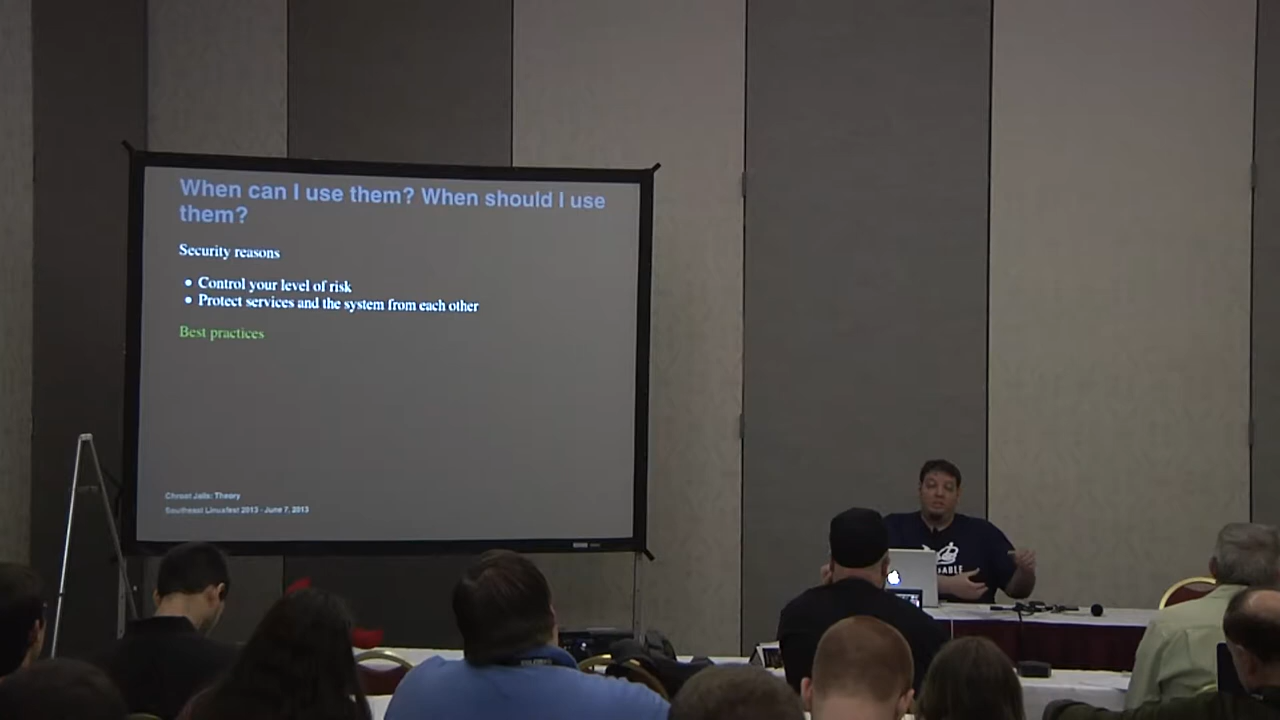 When can I use them? When should I use
them?
Security reasons
• Control your level of risk
• Protect services and the system from each other
Best practices
Chroot Jails: Theory
Southeast Linuxfest 2013 - June 7, 2013